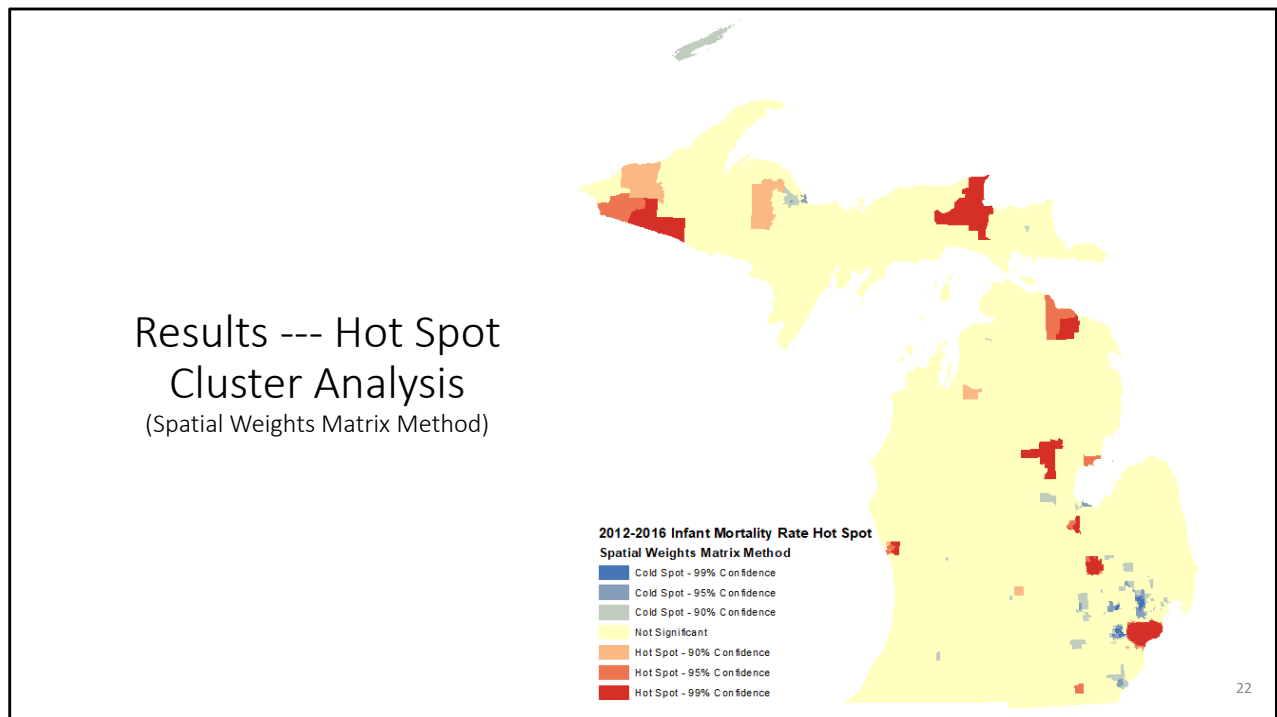 Results --- Hot Spot
Cluster Analysis
(Spatial Weights Matrix Method)
2012-2016 Infant Mortality Rate Hot Spot
Spatial Weights Matrix Method
Cold Spot - 99% Confidence
Cold Spot - 95% Confidence
Cold Spot - 90% Confidence
Not Significant
Hot Spot - 90% Confidence
Hot Spot - 95% Confidence
Hot Spot - 99% Confidence
22